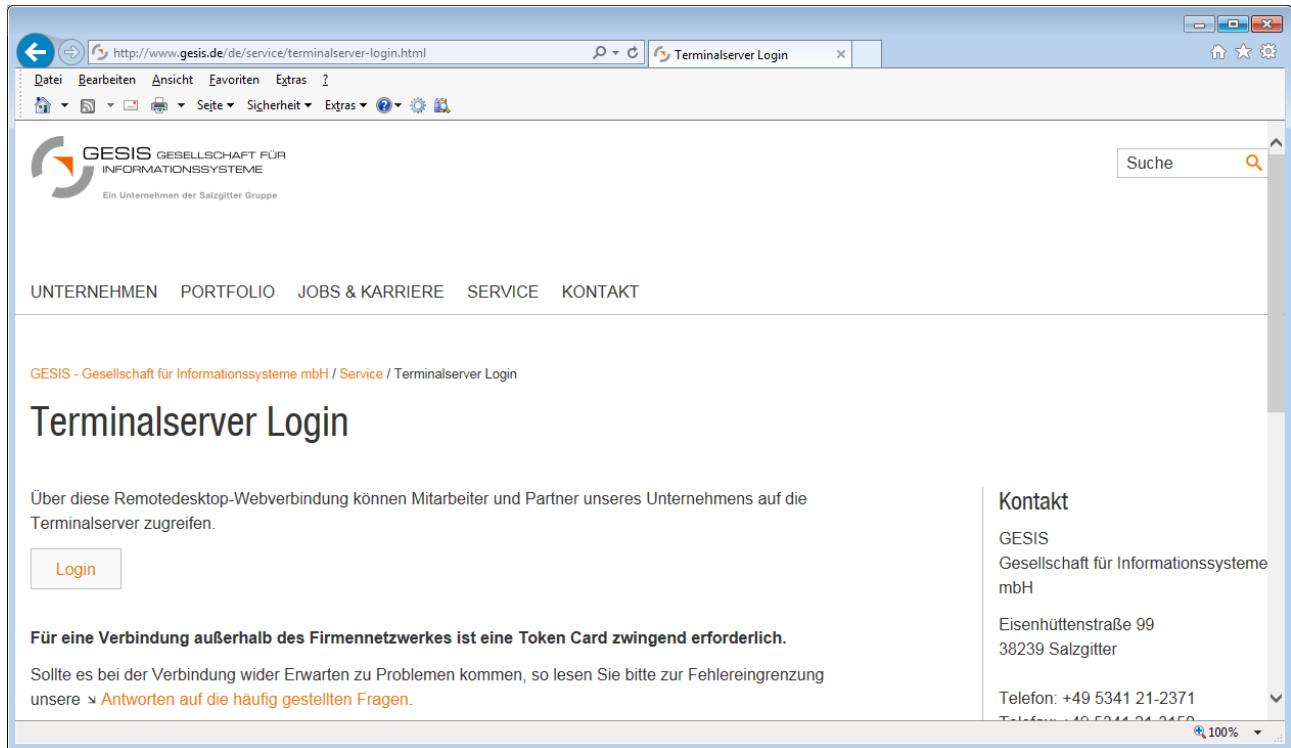 http://www.gesis.de/de/service/terminalserver-login.html
Terminalserver Login
Datei Bearbeiten Ansicht Favoriten Extras ?
Seite Sicherheit Extras
GESIS GESELLSCHAFT FÜR
INFORMATIONSSYSTEME
Ein Unternehmen der Salzgitter Gruppe
Suche
UNTERNEHMEN PORTFOLIO JOBS & KARRIERE SERVICE KONTAKT
GESIS - Gesellschaft für Informationssysteme mbH / Service / Terminalserver Login
Terminalserver Login
Über diese Remotedesktop-Webverbindung können Mitarbeiter und Partner unseres Unternehmens auf die
Terminalserver zugreifen.
Login
Für eine Verbindung außerhalb des Firmennetzwerkes ist eine Token Card zwingend erforderlich.
Sollte es bei der Verbindung wider Erwarten zu Problemen kommen, so lesen Sie bitte zur Fehlereingrenzung
unsere ↘ Antworten auf die häufig gestellten Fragen.
Kontakt
GESIS
Gesellschaft für Informationssysteme
mbH
Eisenhüttenstraße 99
38239 Salzgitter
Telefon: +49 5341 21-2371
100%